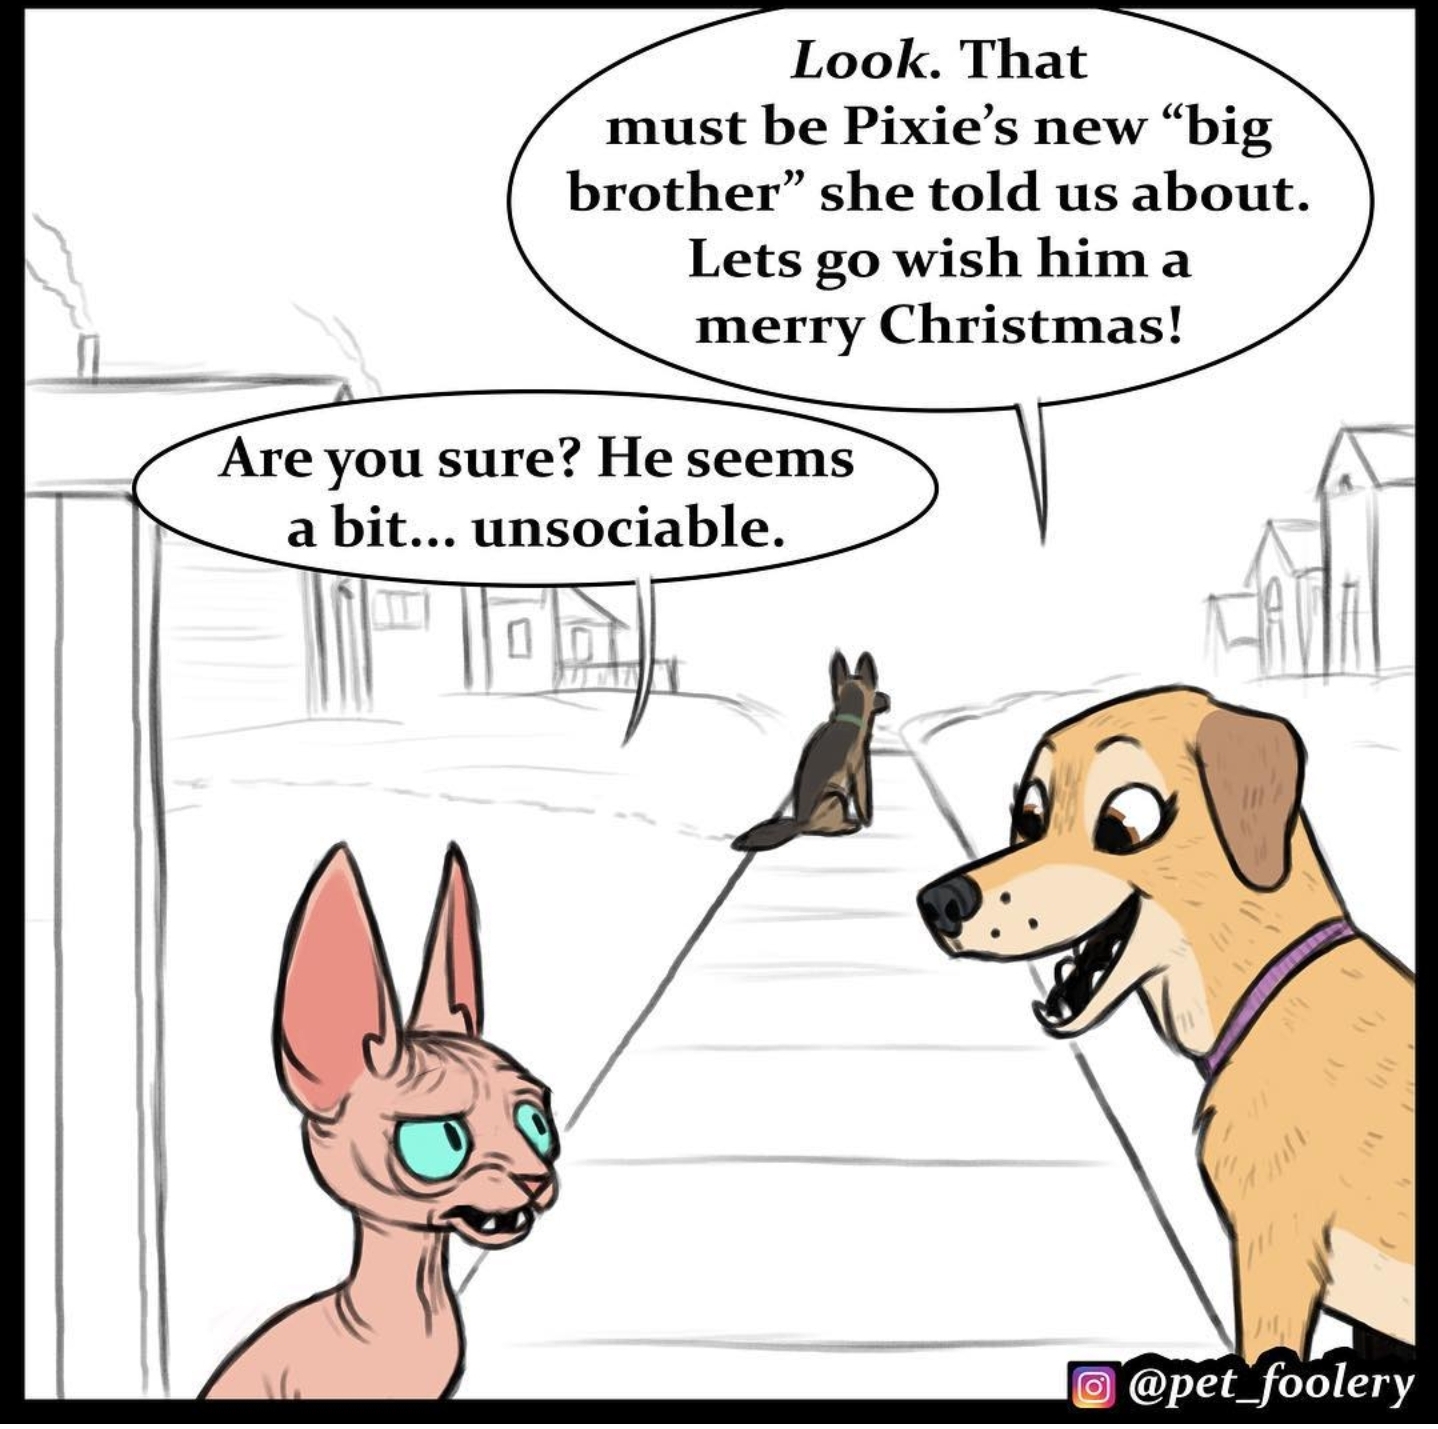 Look. That
must be Pixie’s new “big
brother” she told us about.
Lets go wish him a
merry Christmas!
Are you sure? He seems
a bit... unsociable.
@pet_foolery